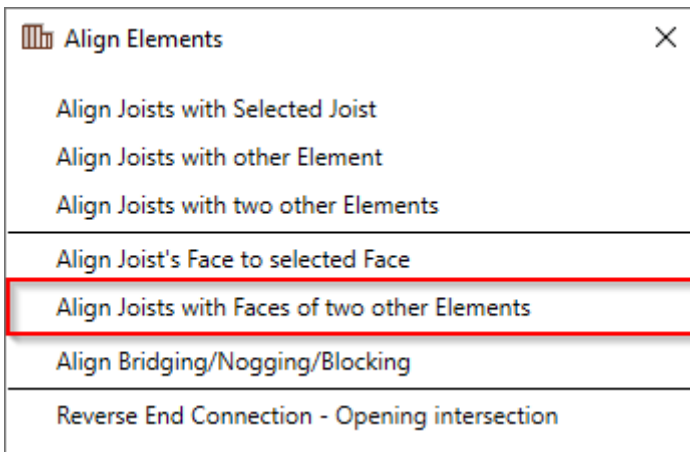 Align Elements
Align Joists with Selected Joist
Align Joists with other Element
Align Joists with two other Elements
Align Joist's Face to selected Face
Align Joists with Faces of two other Elements
Align Bridging/Nogging/Blocking
Reverse End Connection - Opening intersection